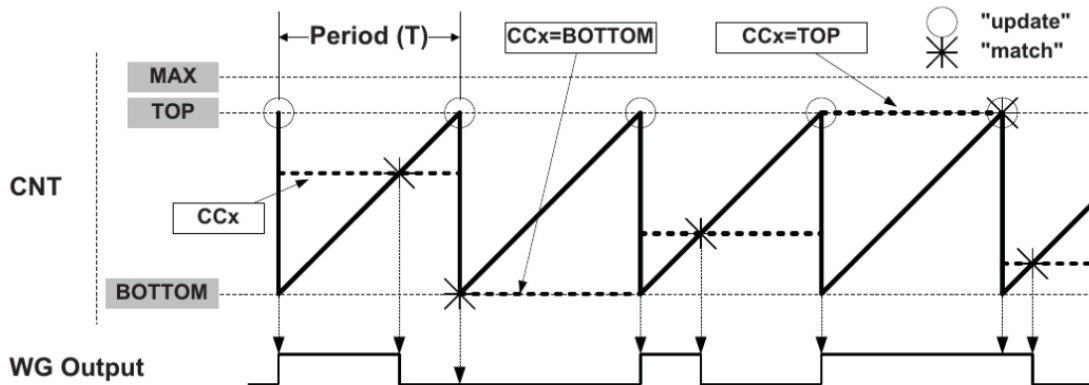 Period (T)
CCx=BOTTOM
CCx=TOP
"update"
"match"
MAX
TOP
CNT
CCx
BOTTOM
WG Output